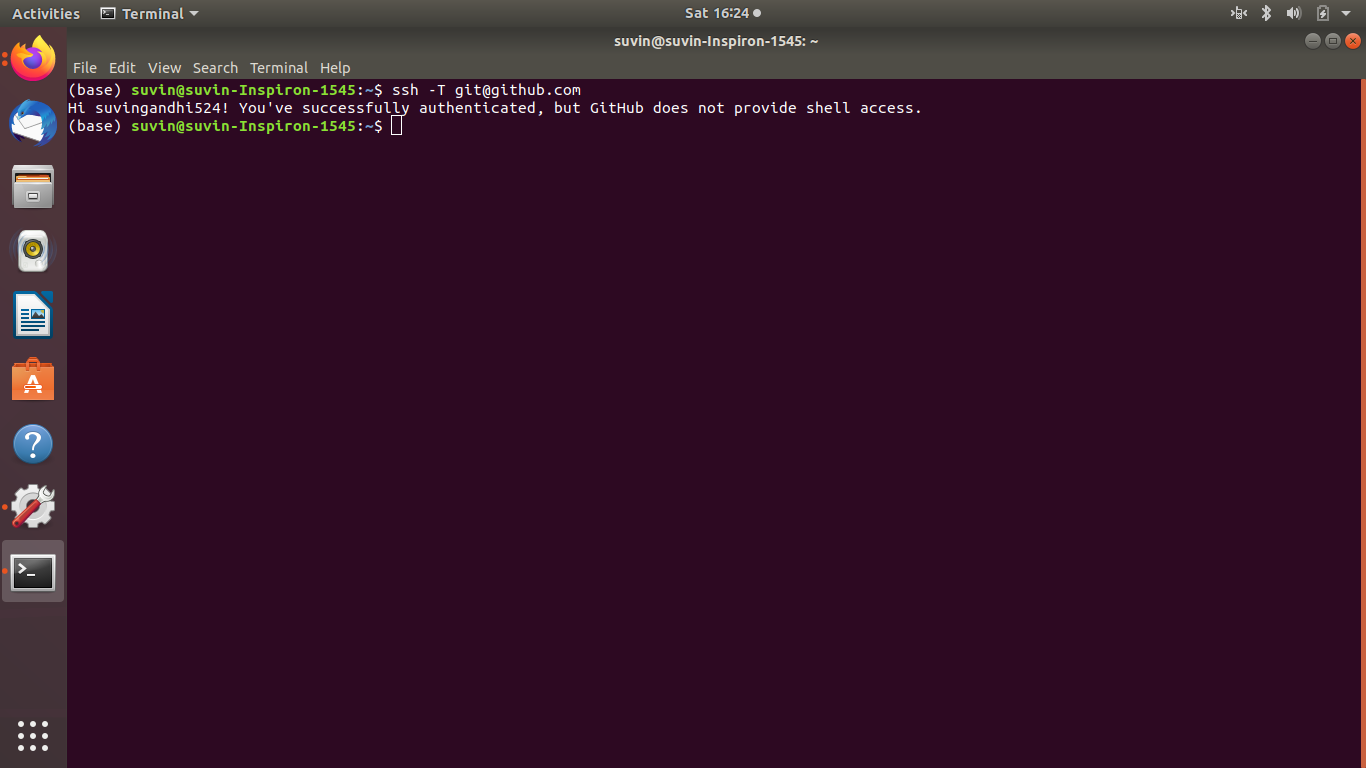 Activities Terminal Sat 16:24
suvin@suvin-Inspiron-1545: ~
File Edit View Search Terminal Help
(base) suvin@suvin-Inspiron-1545:~$ ssh -T git@github.com
Hi suvingandhi524! You've successfully authenticated, but GitHub does not provide shell access.
(base) suvin@suvin-Inspiron-1545:~$